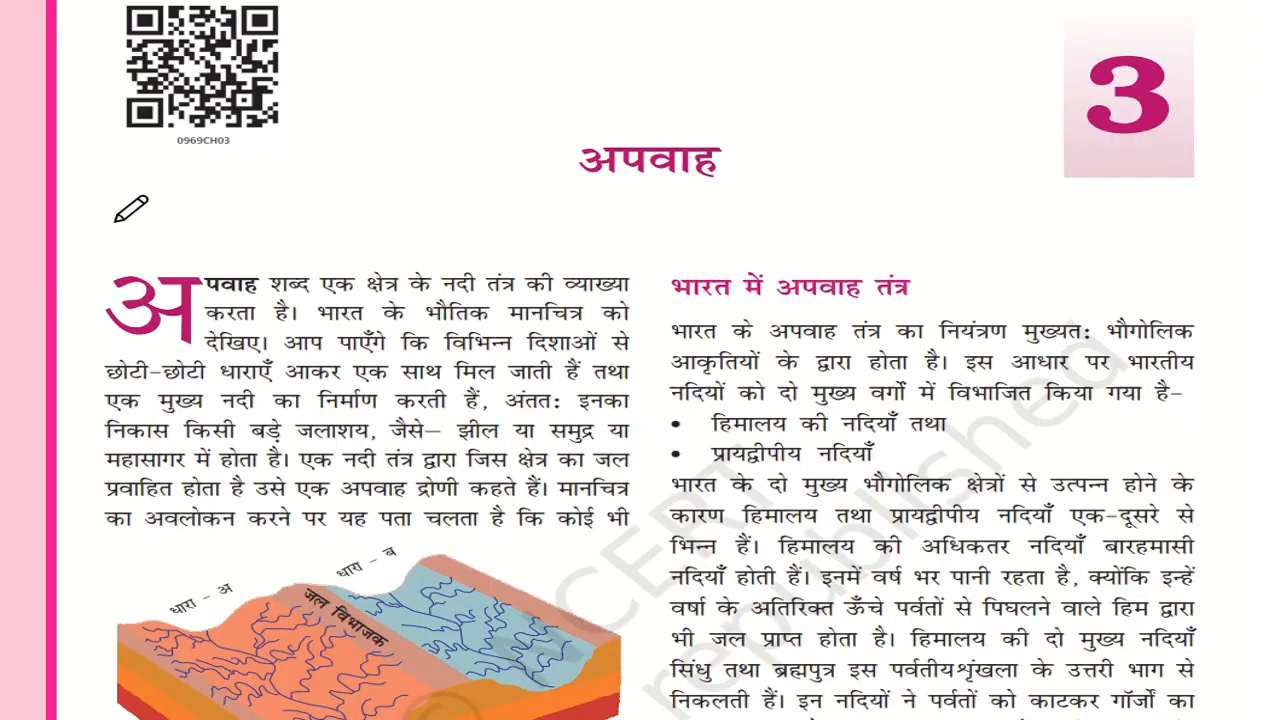 0969CH03
3
अपवाह
अपवाह शब्द एक क्षेत्र के नदी तंत्र की व्याख्या
करता है। भारत के भौतिक मानचित्र को
देखिए। आप पाएँगे कि विभिन्न दिशाओं से
छोटी-छोटी धाराएँ आकर एक साथ मिल जाती हैं तथा
एक मुख्य नदी का निर्माण करती हैं, अंतत: इनका
निकास किसी बड़े जलाशय, जैसे– झील या समुद्र या
महासागर में होता है। एक नदी तंत्र द्वारा जिस क्षेत्र का जल
प्रवाहित होता है उसे एक अपवाह द्रोणी कहते हैं। मानचित्र
का अवलोकन करने पर यह पता चलता है कि कोई भी
धारा – अ
धारा – ब
जल विभाजक
भारत में अपवाह तंत्र
भारत के अपवाह तंत्र का नियंत्रण मुख्यत: भौगोलिक
आकृतियों के द्वारा होता है। इस आधार पर भारतीय
नदियों को दो मुख्य वर्गों में विभाजित किया गया है–
• हिमालय की नदियाँ तथा
• प्रायद्वीपीय नदियाँ
भारत के दो मुख्य भौगोलिक क्षेत्रों से उत्पन्न होने के
कारण हिमालय तथा प्रायद्वीपीय नदियाँ एक-दूसरे से
भिन्न हैं। हिमालय की अधिकतर नदियाँ बारहमासी
नदियाँ होती हैं। इनमें वर्ष भर पानी रहता है, क्योंकि इन्हें
वर्षा के अतिरिक्त ऊँचे पर्वतों से पिघलने वाले हिम द्वारा
भी जल प्राप्त होता है। हिमालय की दो मुख्य नदियाँ
सिंधु तथा ब्रह्मपुत्र इस पर्वतीयशृंखला के उत्तरी भाग से
निकलती हैं। इन नदियों ने पर्वतों को काटकर गॉर्जों का
© NCERT
republished